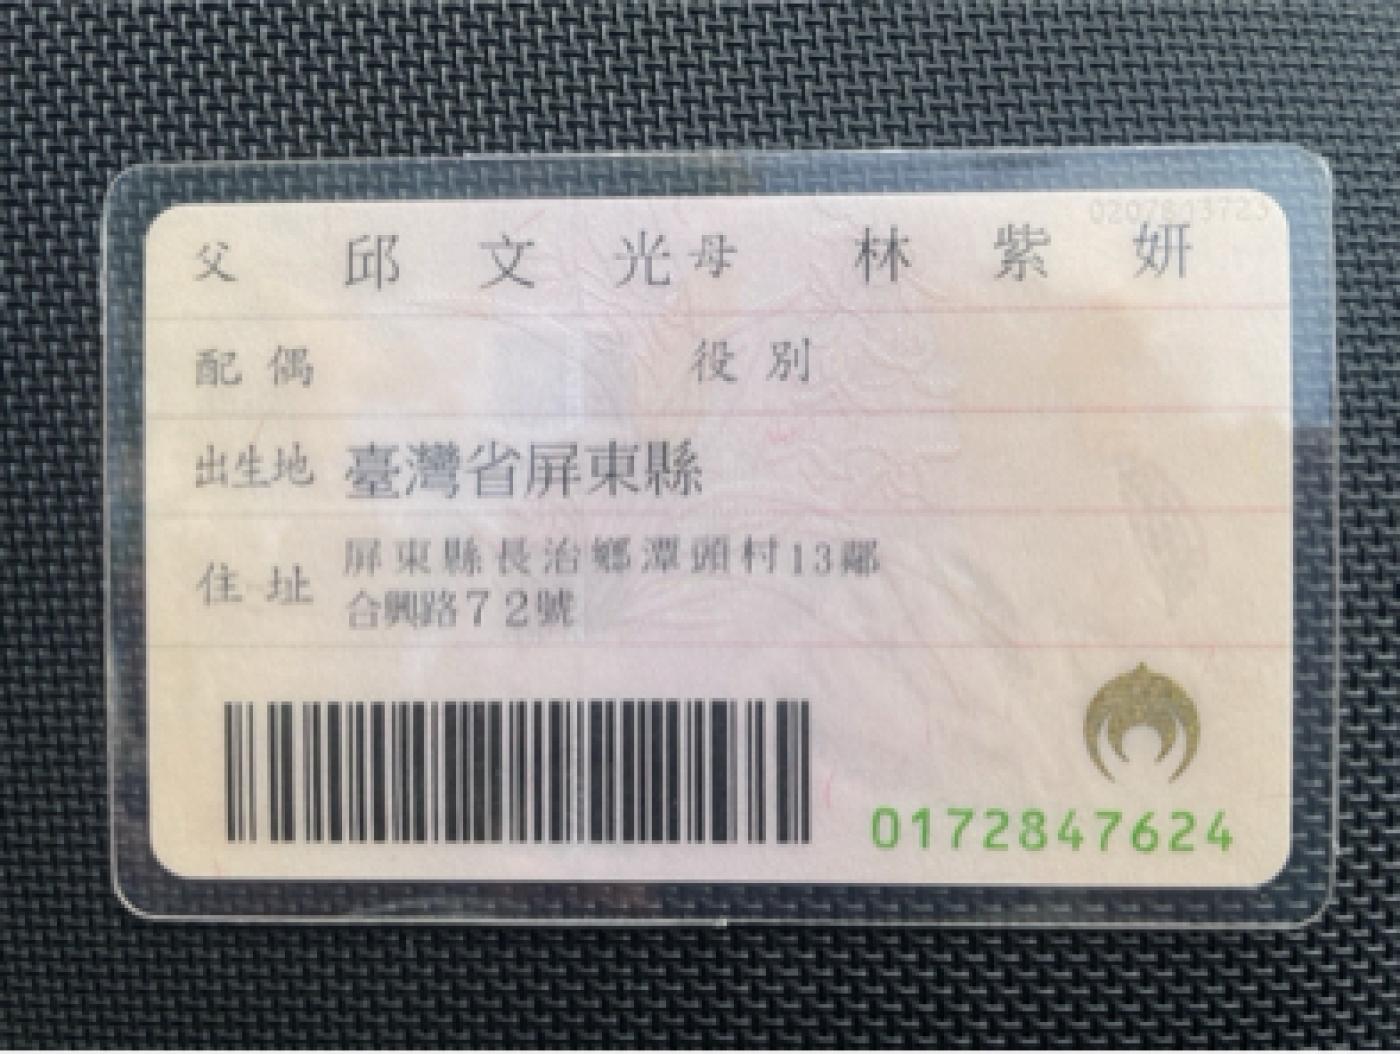 0207843723
父 邱文光 母 林紫妍
配偶 役別
出生地 臺灣省屏東縣
住址 屏東縣長治鄉潭頭村13鄰
合興路72號
0172847624